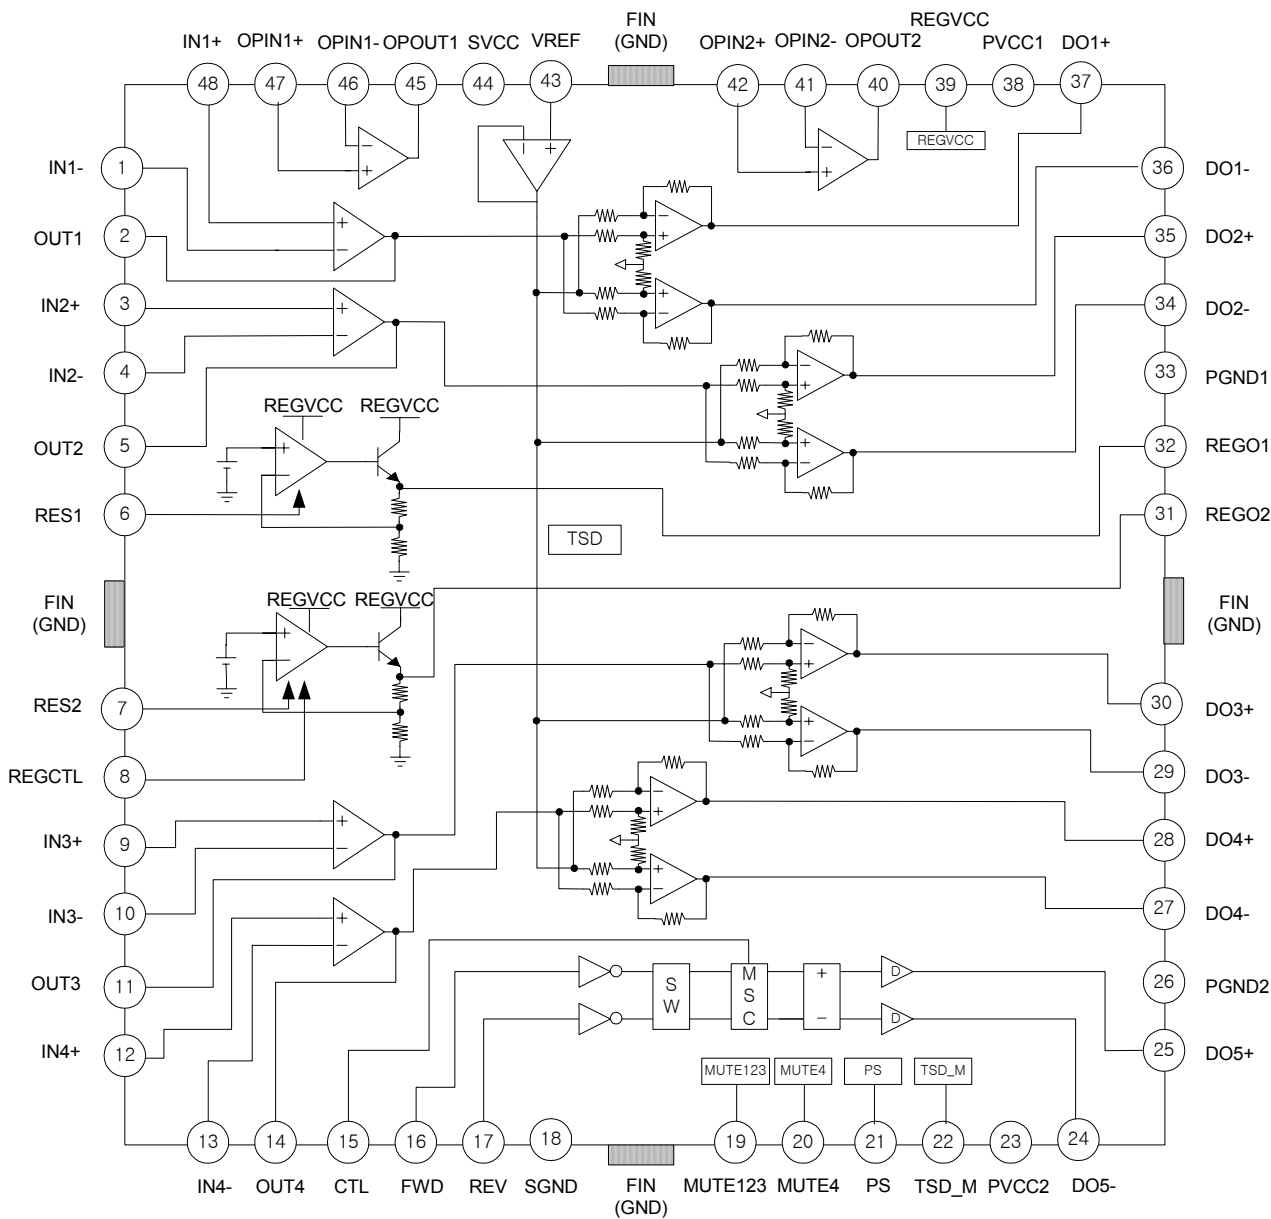 REGVCC
FIN
(GND)
IN1+ OPIN1+ OPIN1- OPOUT1 SVCC VREF OPIN2+ OPIN2- OPOUT2 PVCC1 DO1+
48 47 46 45 44 43 42 41 40 39 38 37
REGVCC
− + − +
− +
IN1- 1 36 DO1-
OUT1 2 35 DO2+
+ − − + + −
IN2+ 3 34 DO2-
+ −
IN2- 4 33 PGND1
− + + −
REGVCC REGVCC
OUT2 5 32 REGO1
+ −
RES1 6 31 REGO2
TSD
FIN
(GND)
FIN
(GND)
REGVCC REGVCC
+ −
− + + −
RES2 7 30 DO3+
REGCTL 8 29 DO3-
IN3+ 9 28 DO4+
+ − − + + −
IN3- 10 27 DO4-
+ −
OUT3 11 26 PGND2
S
W
M
S
C
+
−
D
D
IN4+ 12 25 DO5+
MUTE123 MUTE4 PS TSD_M
13 14 15 16 17 18 19 20 21 22 23 24
IN4- OUT4 CTL FWD REV SGND FIN
(GND) MUTE123 MUTE4 PS TSD_M PVCC2 DO5-